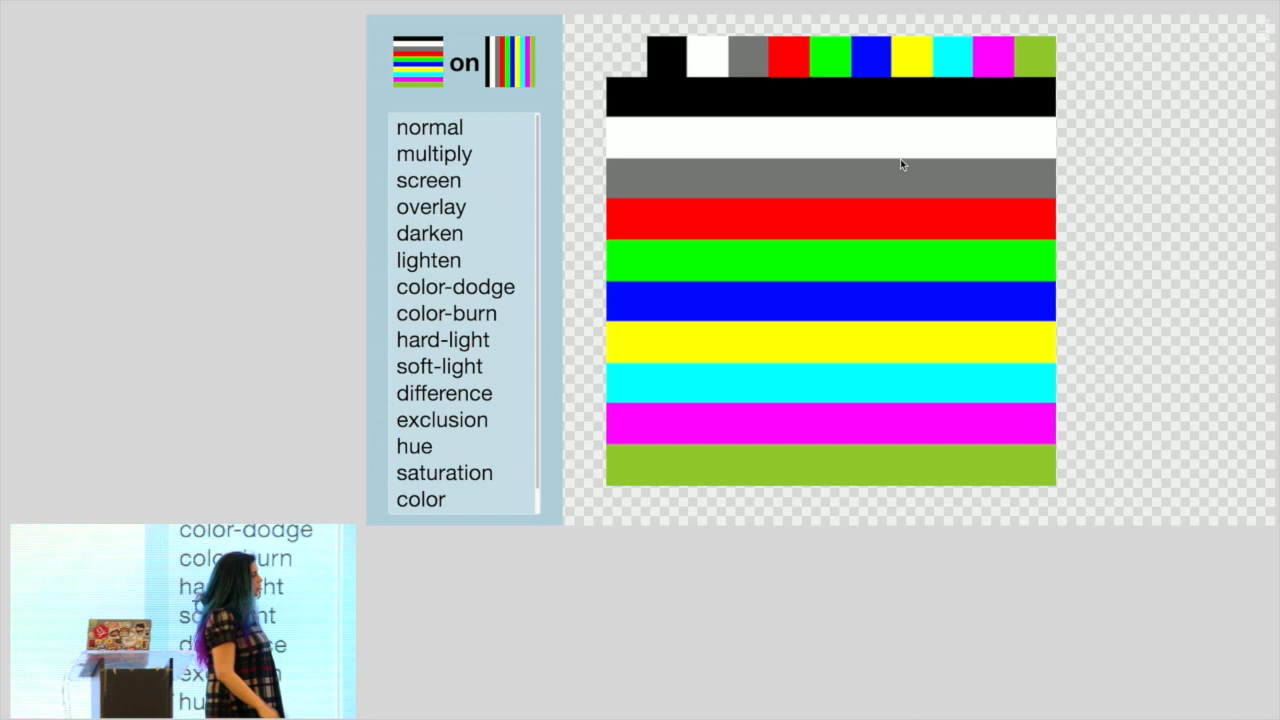 on
normal
multiply
screen
overlay
darken
lighten
color-dodge
color-burn
hard-light
soft-light
difference
exclusion
hue
saturation
color
color-dodge